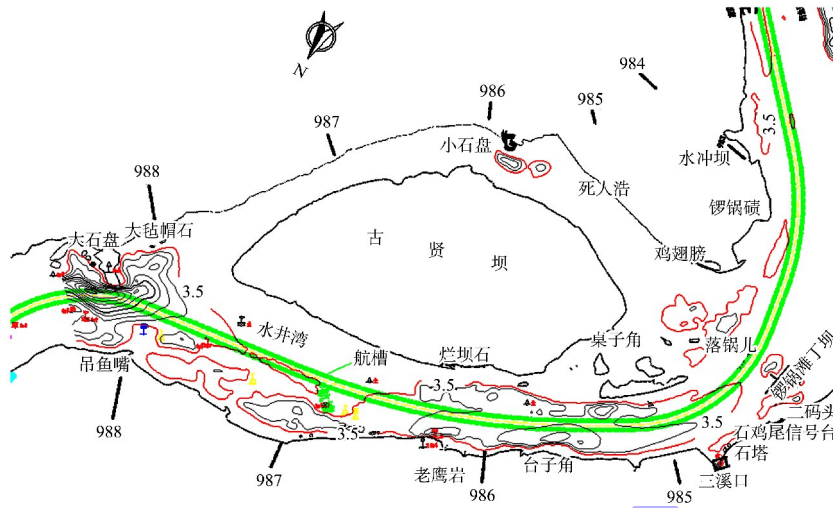 984
986
985
987
小石盘
3.5
水冲坝
988
死人浩
锣锅碛
大毡帽石
大石盘
古贤坝
鸡翅膀
3.5
水井湾
桌子角
落锅儿
航槽
烂坝石
吊鱼嘴
锣锅滩丁坝
3.5
二码头
3.5
3.5
石鸡尾信号台
988
石塔
987
老鹰岩
台子角
三溪口
986
985
N